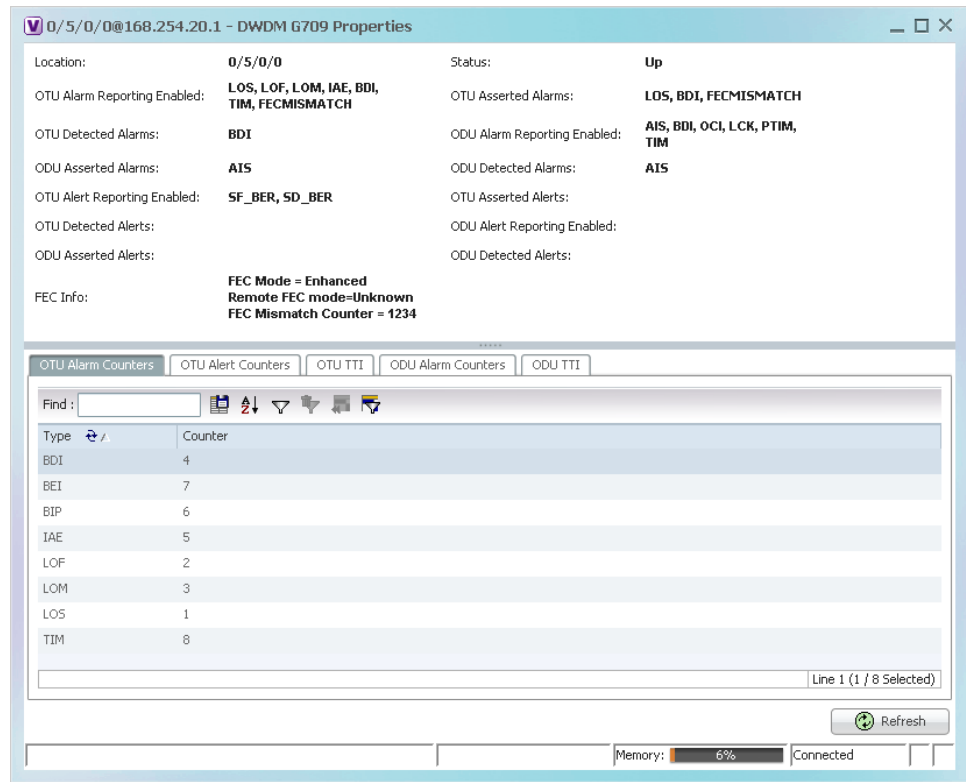 V 0/5/0/0@168.254.20.1 - DWDM G709 Properties
Location: 0/5/0/0 Status: Up
OTU Alarm Reporting Enabled: LOS, LOF, LOM, IAE, BDI, TIM, FECMISMATCH OTU Asserted Alarms: LOS, BDI, FECMISMATCH
OTU Detected Alarms: BDI ODU Alarm Reporting Enabled: AIS, BDI, OCI, LCK, PTIM, TIM
ODU Asserted Alarms: AIS ODU Detected Alarms: AIS
OTU Alert Reporting Enabled: SF_BER, SD_BER OTU Asserted Alerts:
OTU Detected Alerts: ODU Alert Reporting Enabled:
ODU Asserted Alerts: ODU Detected Alerts:
FEC Info: FEC Mode = Enhanced
Remote FEC mode=Unknown
FEC Mismatch Counter = 1234
OTU Alarm Counters OTU Alert Counters OTU TTI ODU Alarm Counters ODU TTI
Find :
Type Counter
BDI 4
BEI 7
BIP 6
IAE 5
LOF 2
LOM 3
LOS 1
TIM 8
Line 1 (1 / 8 Selected)
Refresh
Memory: 6% Connected